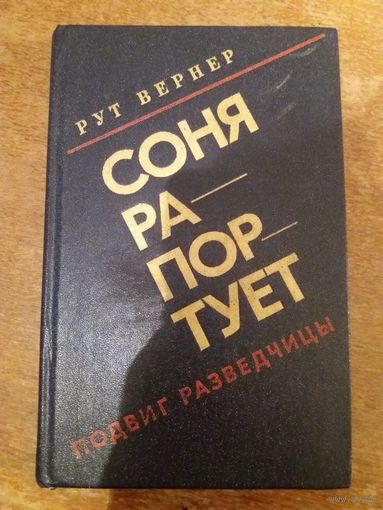 РУТ ВЕРНЕР
СОНЯ
РА—
ПОР—
ТУЕТ
ПОДВИГ РАЗВЕДЧИЦЫ